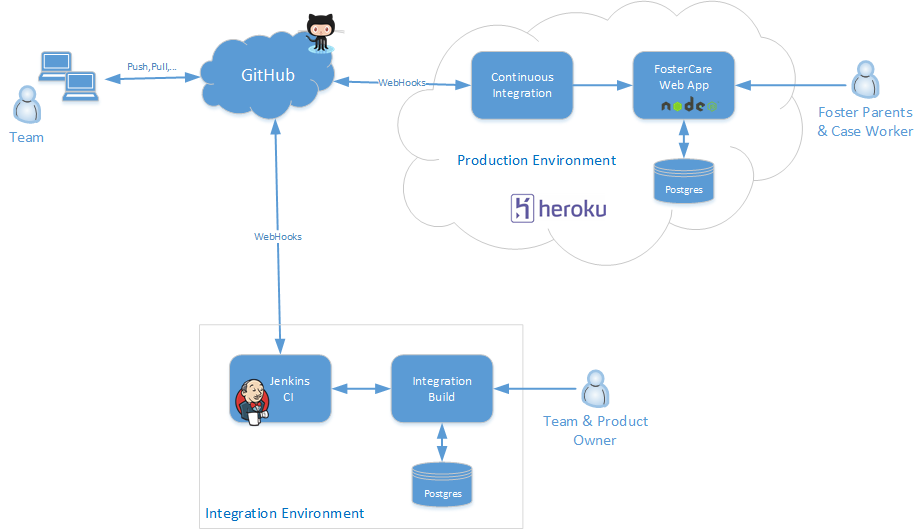 GitHub
Push,Pull,...
Team
WebHooks
Continuous
Integration
FosterCare
Web App
node
Foster Parents
& Case Worker
Production Environment
Postgres
heroku
WebHooks
Jenkins
CI
Integration
Build
Team & Product
Owner
Postgres
Integration Environment